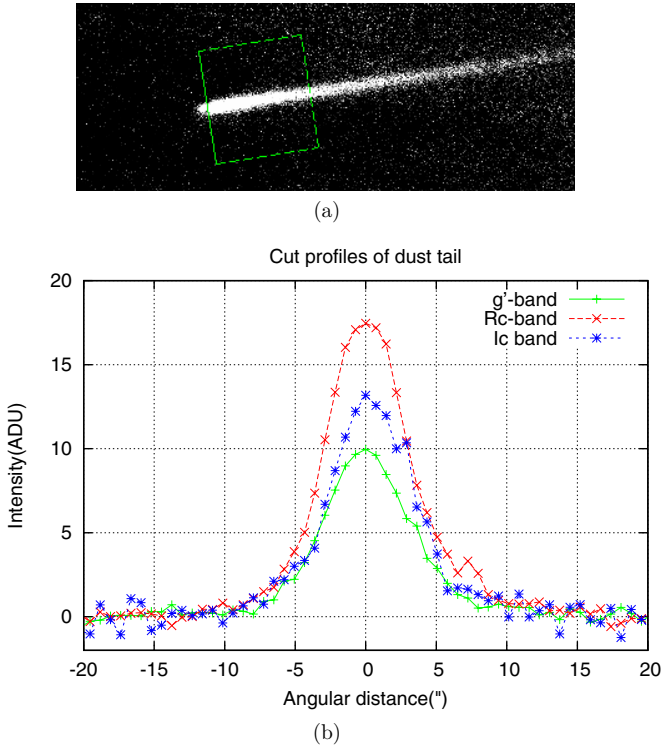 (a)
Cut profiles of dust tail
g'-band
Rc-band
Ic band
Intensity(ADU)
20
15
10
5
0
-20 -15 -10 -5 0 5 10 15 20
Angular distance(")
(b)